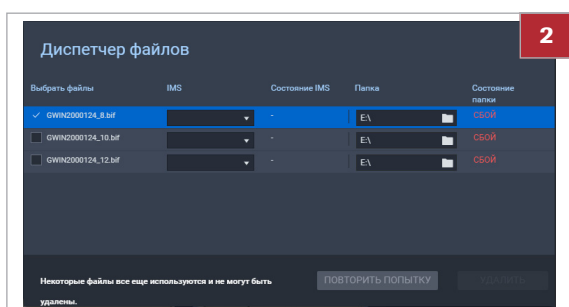 2
Диспетчер файлов
Выбрать файлы IMS Состояние IMS Папка Состояние папки
GWIN2000124_8.bif - E:\ СБОЙ
GWIN2000124_10.bif - E:\ СБОЙ
GWIN2000124_12.bif - E:\ СБОЙ
Некоторые файлы все еще используются и не могут быть
удалены.
ПОВТОРИТЬ ПОПЫТКУ УДАЛИТЬ